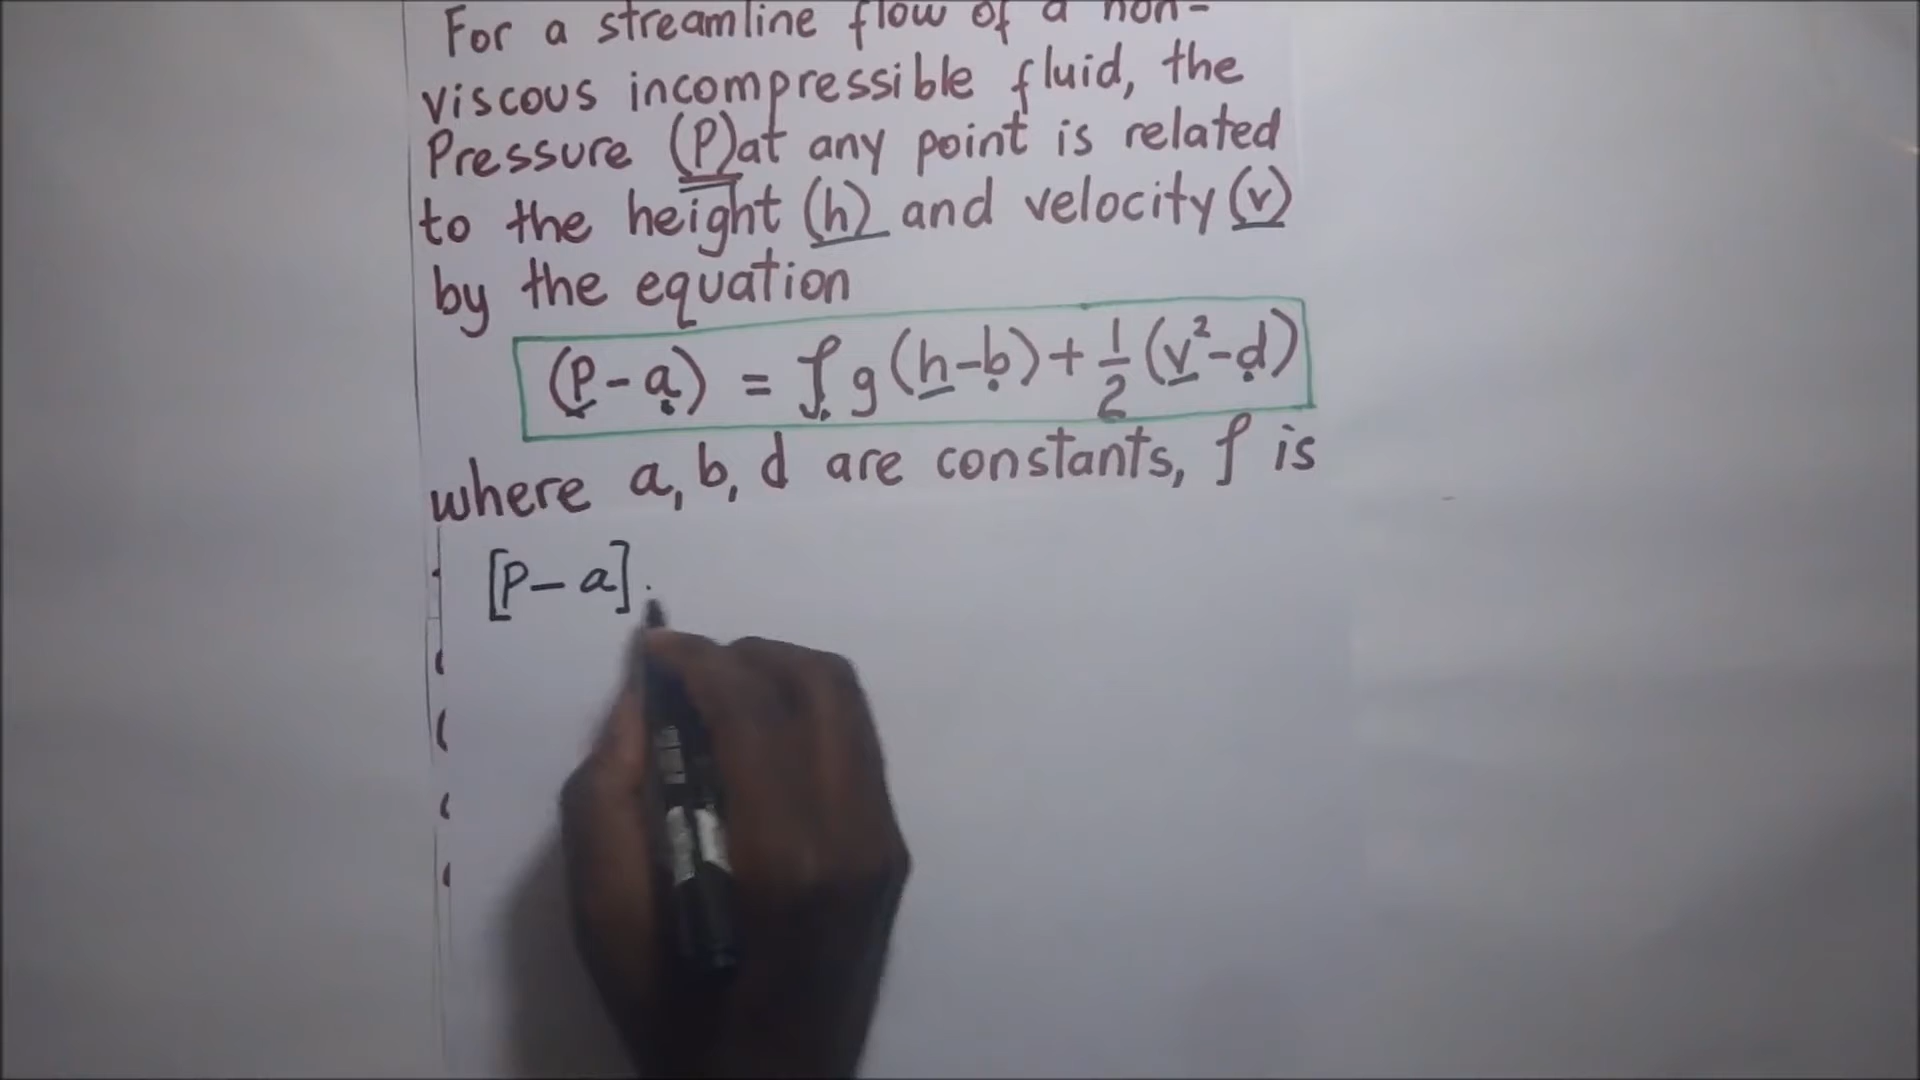 For a streamline flow of a non-
viscous incompressible fluid, the
Pressure (P) at any point is related
to the height (h) and velocity (v)
by the equation
(P-a) = ρg(h-b)+½(v²-d)
where a, b, d are constants, ρ is
[P-a]